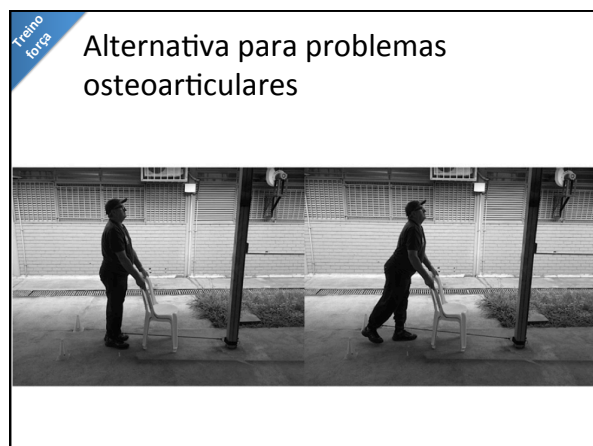 Treino
força
Alternativa para problemas
osteoarticulares